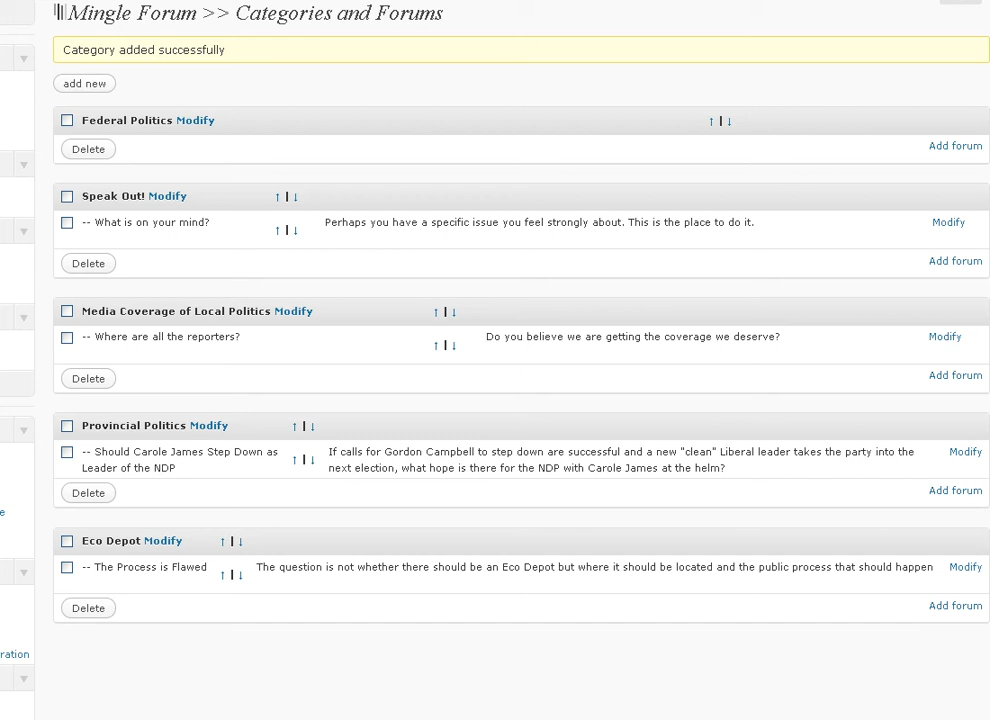 Mingle Forum >> Categories and Forums
Category added successfully
add new
Federal Politics Modify ↑ | ↓
Delete Add forum
Speak Out! Modify ↑ | ↓
-- What is on your mind? ↑ | ↓ Perhaps you have a specific issue you feel strongly about. This is the place to do it. Modify
Delete Add forum
Media Coverage of Local Politics Modify ↑ | ↓
-- Where are all the reporters? ↑ | ↓ Do you believe we are getting the coverage we deserve? Modify
Delete Add forum
Provincial Politics Modify ↑ | ↓
-- Should Carole James Step Down as ↑ | ↓ If calls for Gordon Campbell to step down are successful and a new "clean" Liberal leader takes the party into the Modify
Leader of the NDP next election, what hope is there for the NDP with Carole James at the helm?
Delete Add forum
e
Eco Depot Modify ↑ | ↓
-- The Process is Flawed ↑ | ↓ The question is not whether there should be an Eco Depot but where it should be located and the public process that should happen Modify
Delete Add forum
ration